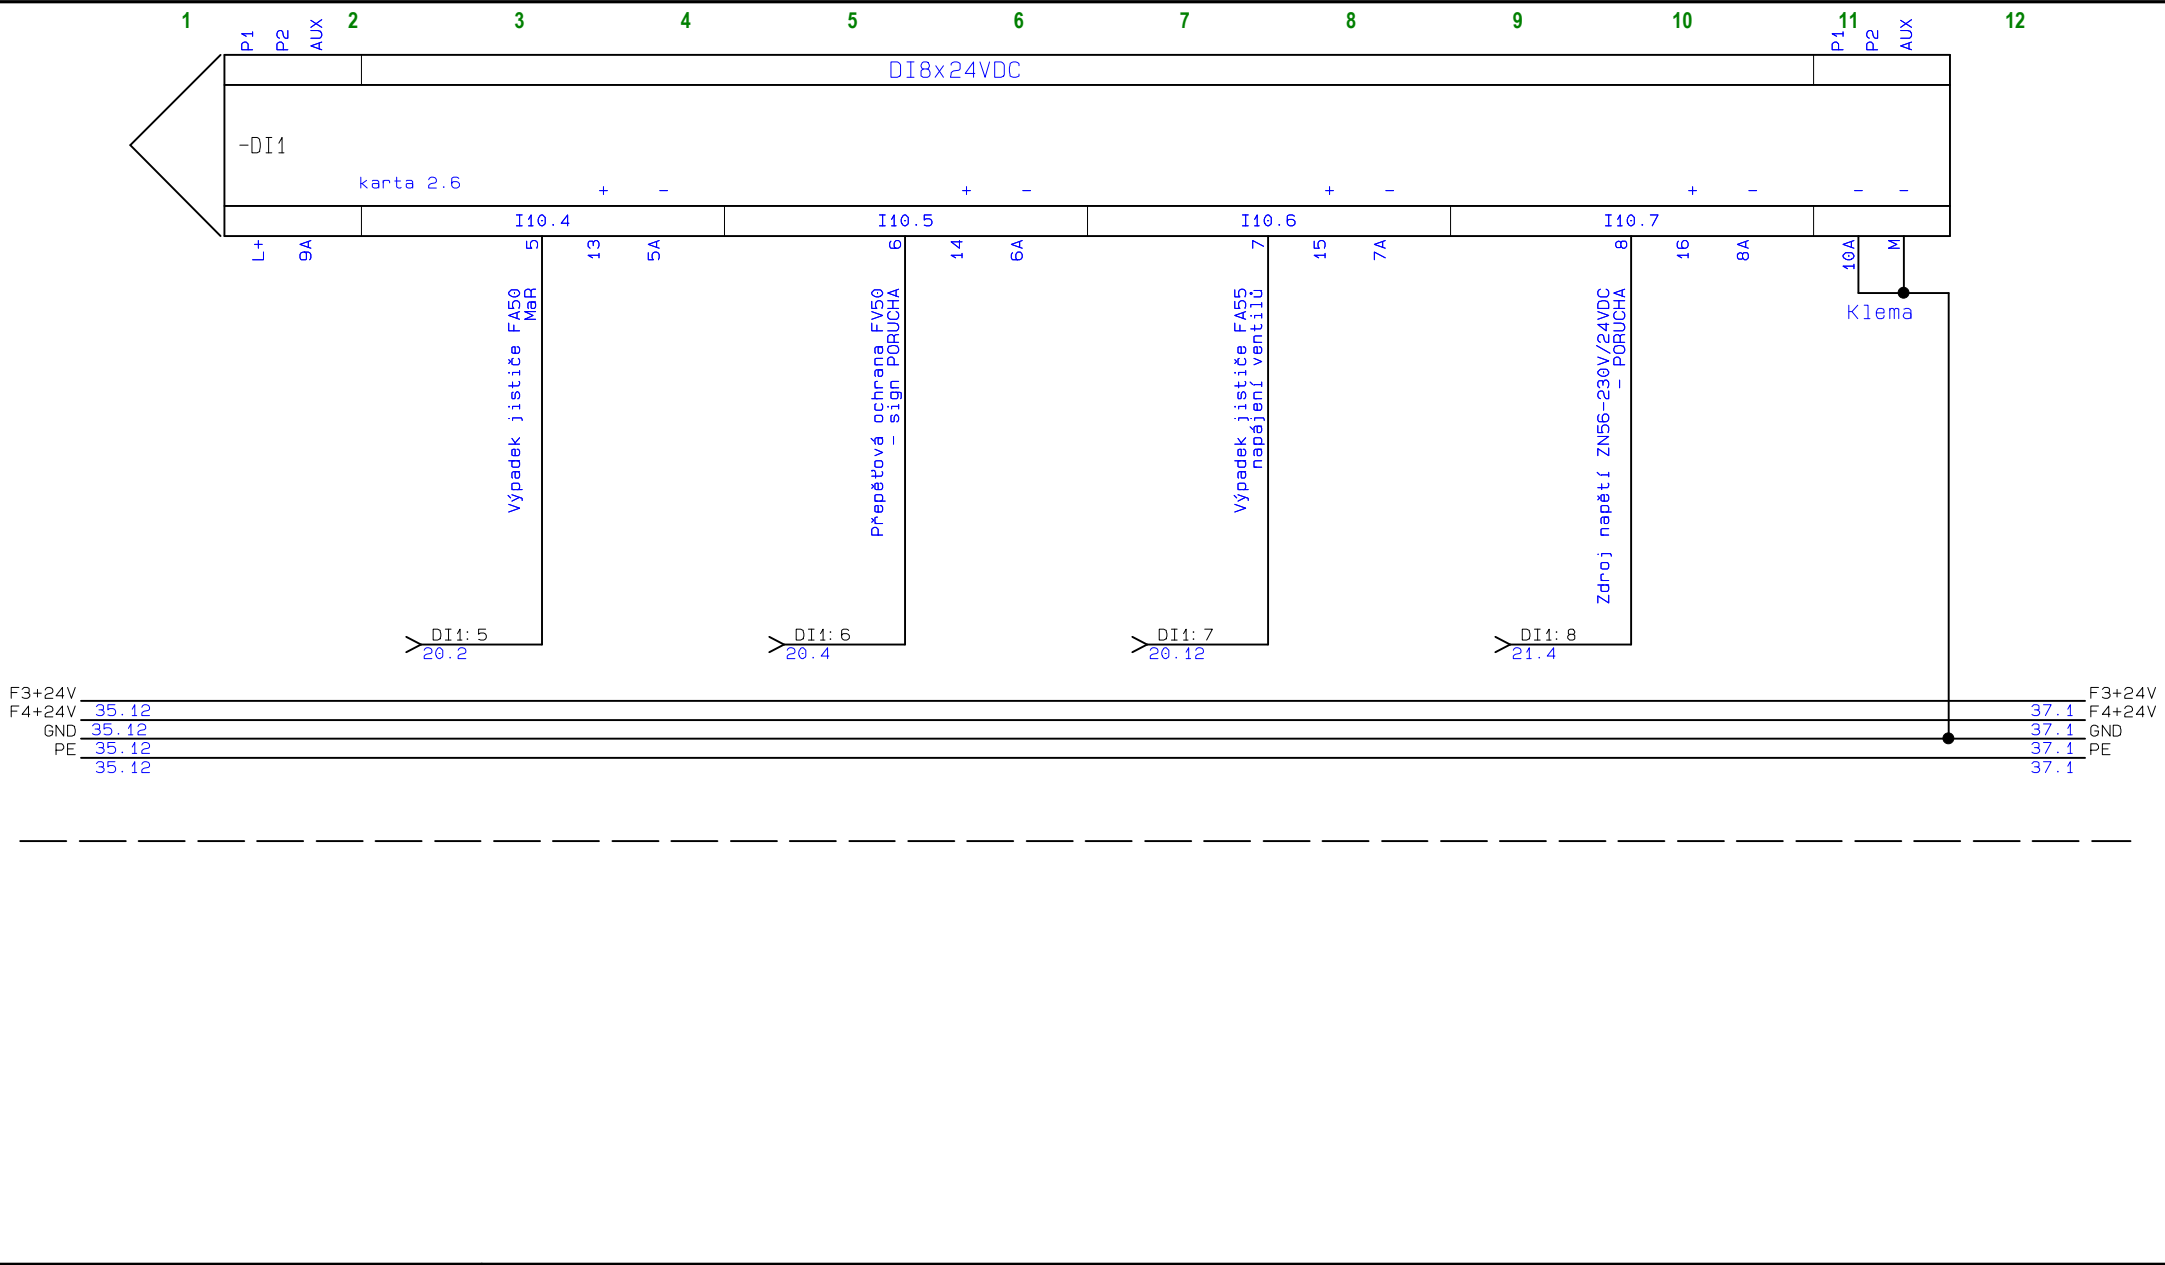 1 2 3 4 5 6 7 8 9 10 11 12
P1 P2 AUX P1 P2 AUX
DI8x24VDC
-DI1
karta 2.6
+ - + - + - + - - -
I10.4 I10.5 I10.6 I10.7
L+ 9A 5 13 5A 6 14 6A 7 15 7A 8 16 8A 10A M
Výpadek jističe FA50
MaR
Přepěťová ochrana FV50
- sign PORUCHA
Výpadek jističe FA55
napájení ventilů
Zdroj napětí ZN56-230V/24VDC
- PORUCHA
Klema
DI1:5 DI1:6 DI1:7 DI1:8
20.2 20.4 20.12 21.4
F3+24V F3+24V
35.12 37.1
F4+24V F4+24V
35.12 37.1
GND GND
35.12 37.1
PE PE
35.12 37.1